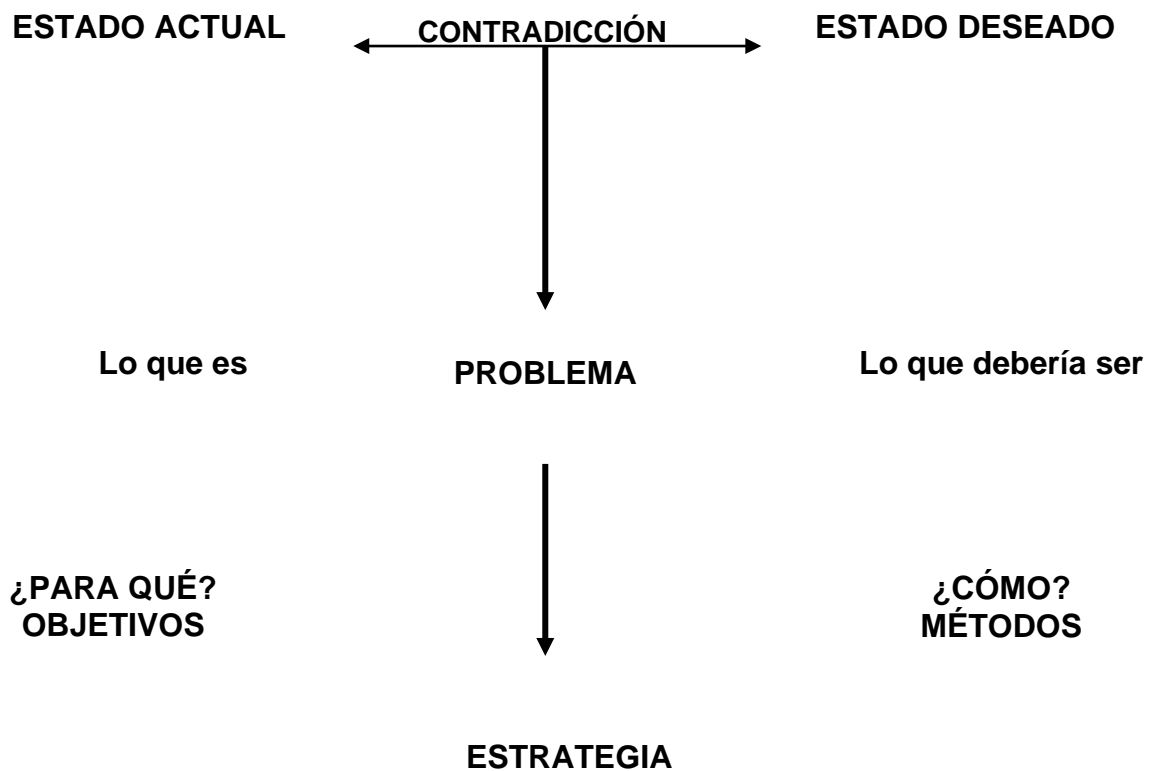 ESTADO ACTUAL
CONTRADICCIÓN
ESTADO DESEADO
Lo que es
PROBLEMA
Lo que debería ser
¿PARA QUÉ?
OBJETIVOS
¿CÓMO?
MÉTODOS
ESTRATEGIA